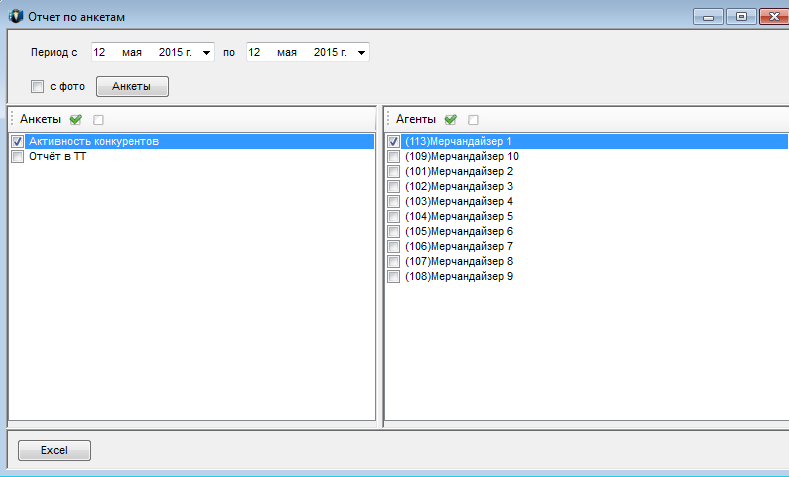 Отчет по анкетам
Период с 12 мая 2015 г. по 12 мая 2015 г.
с фото Анкеты
Анкеты
Активность конкурентов
Отчёт в ТТ
Агенты
(113)Мерчандайзер 1
(109)Мерчандайзер 10
(101)Мерчандайзер 2
(102)Мерчандайзер 3
(103)Мерчандайзер 4
(104)Мерчандайзер 5
(105)Мерчандайзер 6
(106)Мерчандайзер 7
(107)Мерчандайзер 8
(108)Мерчандайзер 9
Excel